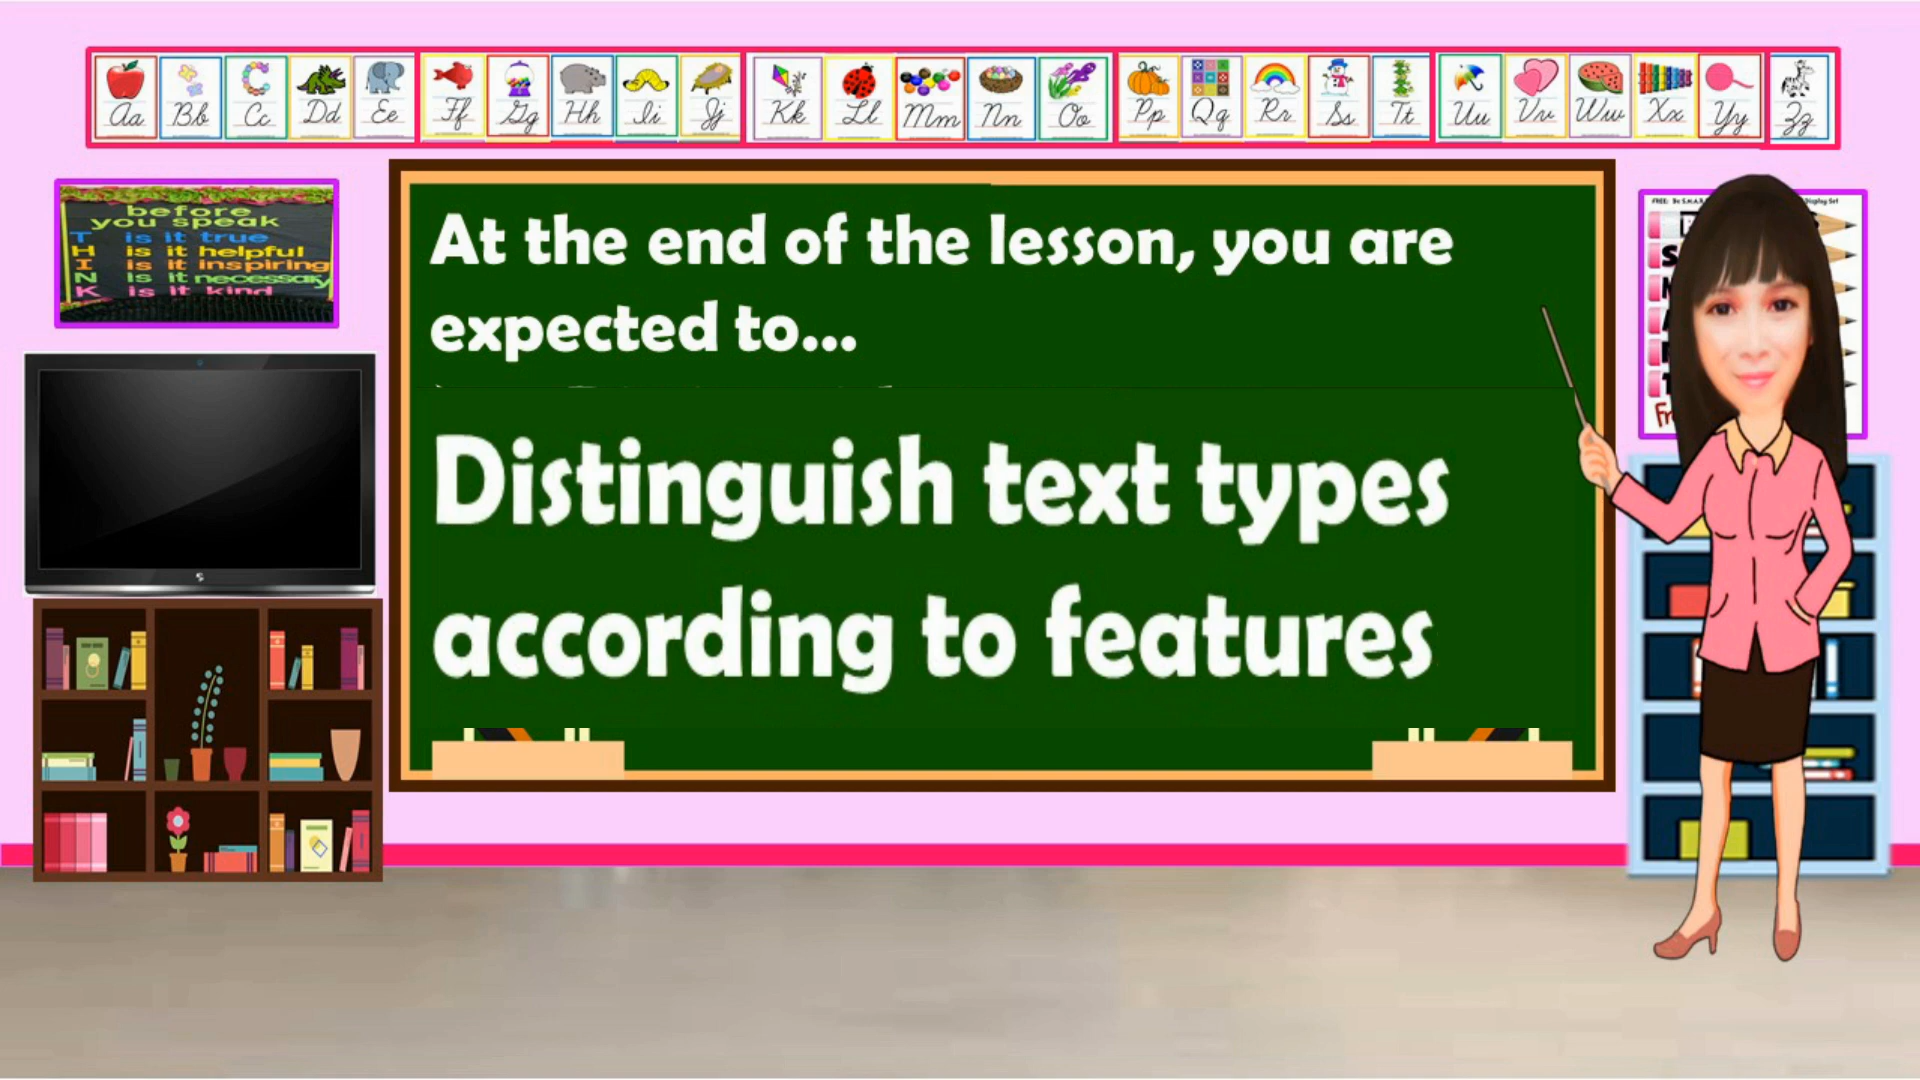 Aa Bb Cc Dd Ee Ff Gg Hh Ii Jj Kk Ll Mm Nn Oo Pp Qq Rr Ss Tt Uu Vv Ww Xx Yy Zz
before
you speak
T is it true
H is it helpful
I is it inspiring
N is it necessary
K is it kind
At the end of the lesson, you are
expected to...
Distinguish text types
according to features
FREE: Display Set